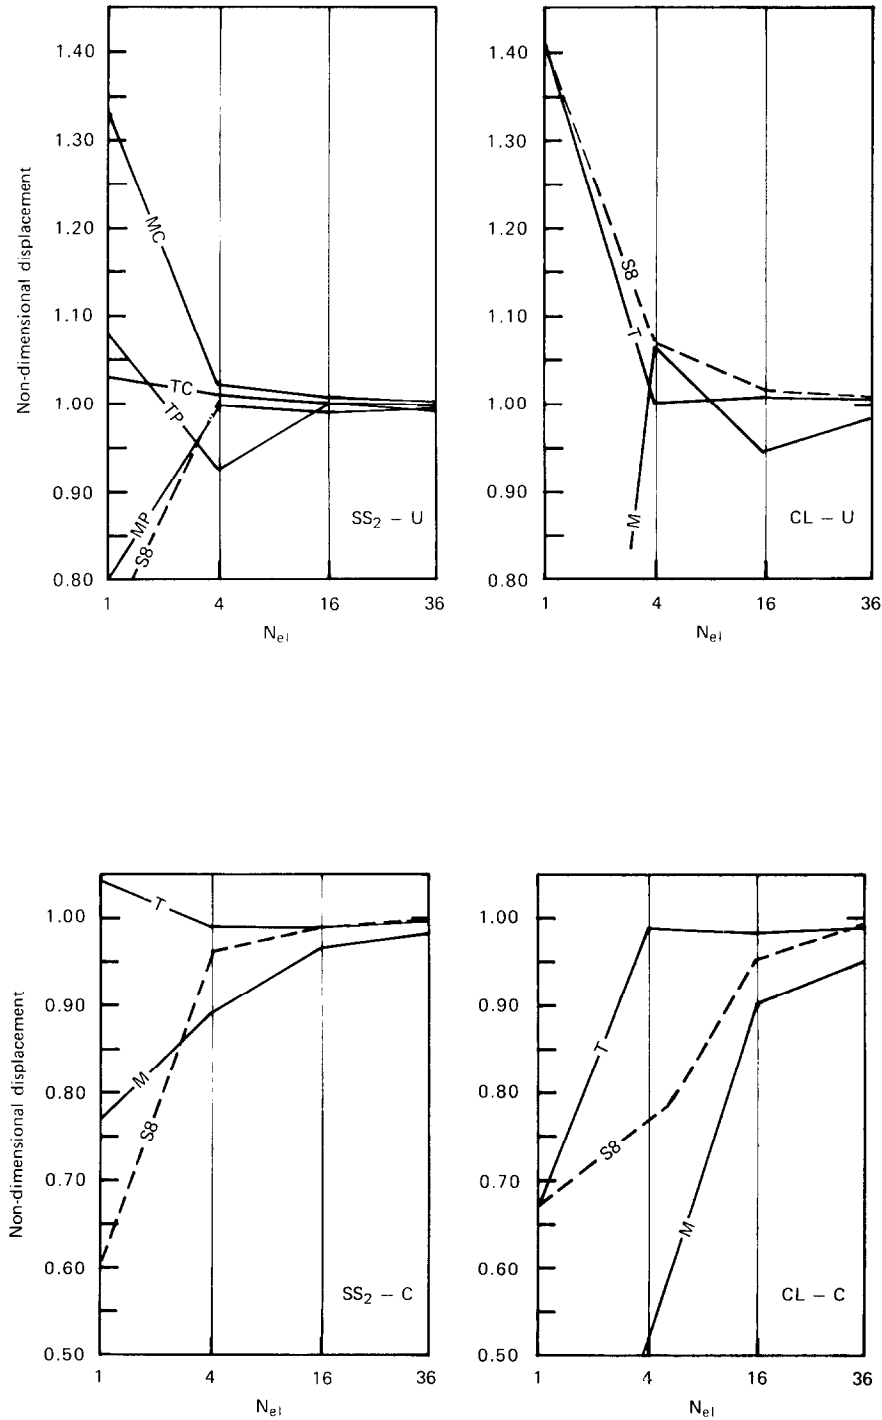 Non-dimensional displacement
1.40
1.30
1.20
1.10
1.00
0.90
0.80
MC
TC
TP
MP
S8
SS2 – U
1 4 16 36
Nel
1.40
1.30
1.20
1.10
1.00
0.90
0.80
S8
T
M
CL – U
1 4 16 36
Nel
Non-dimensional displacement
1.00
0.90
0.80
0.70
0.60
0.50
T
M
S8
SS2 – C
1 4 16 36
Nel
1.00
0.90
0.80
0.70
0.60
0.50
T
S8
M
CL – C
1 4 16 36
Nel